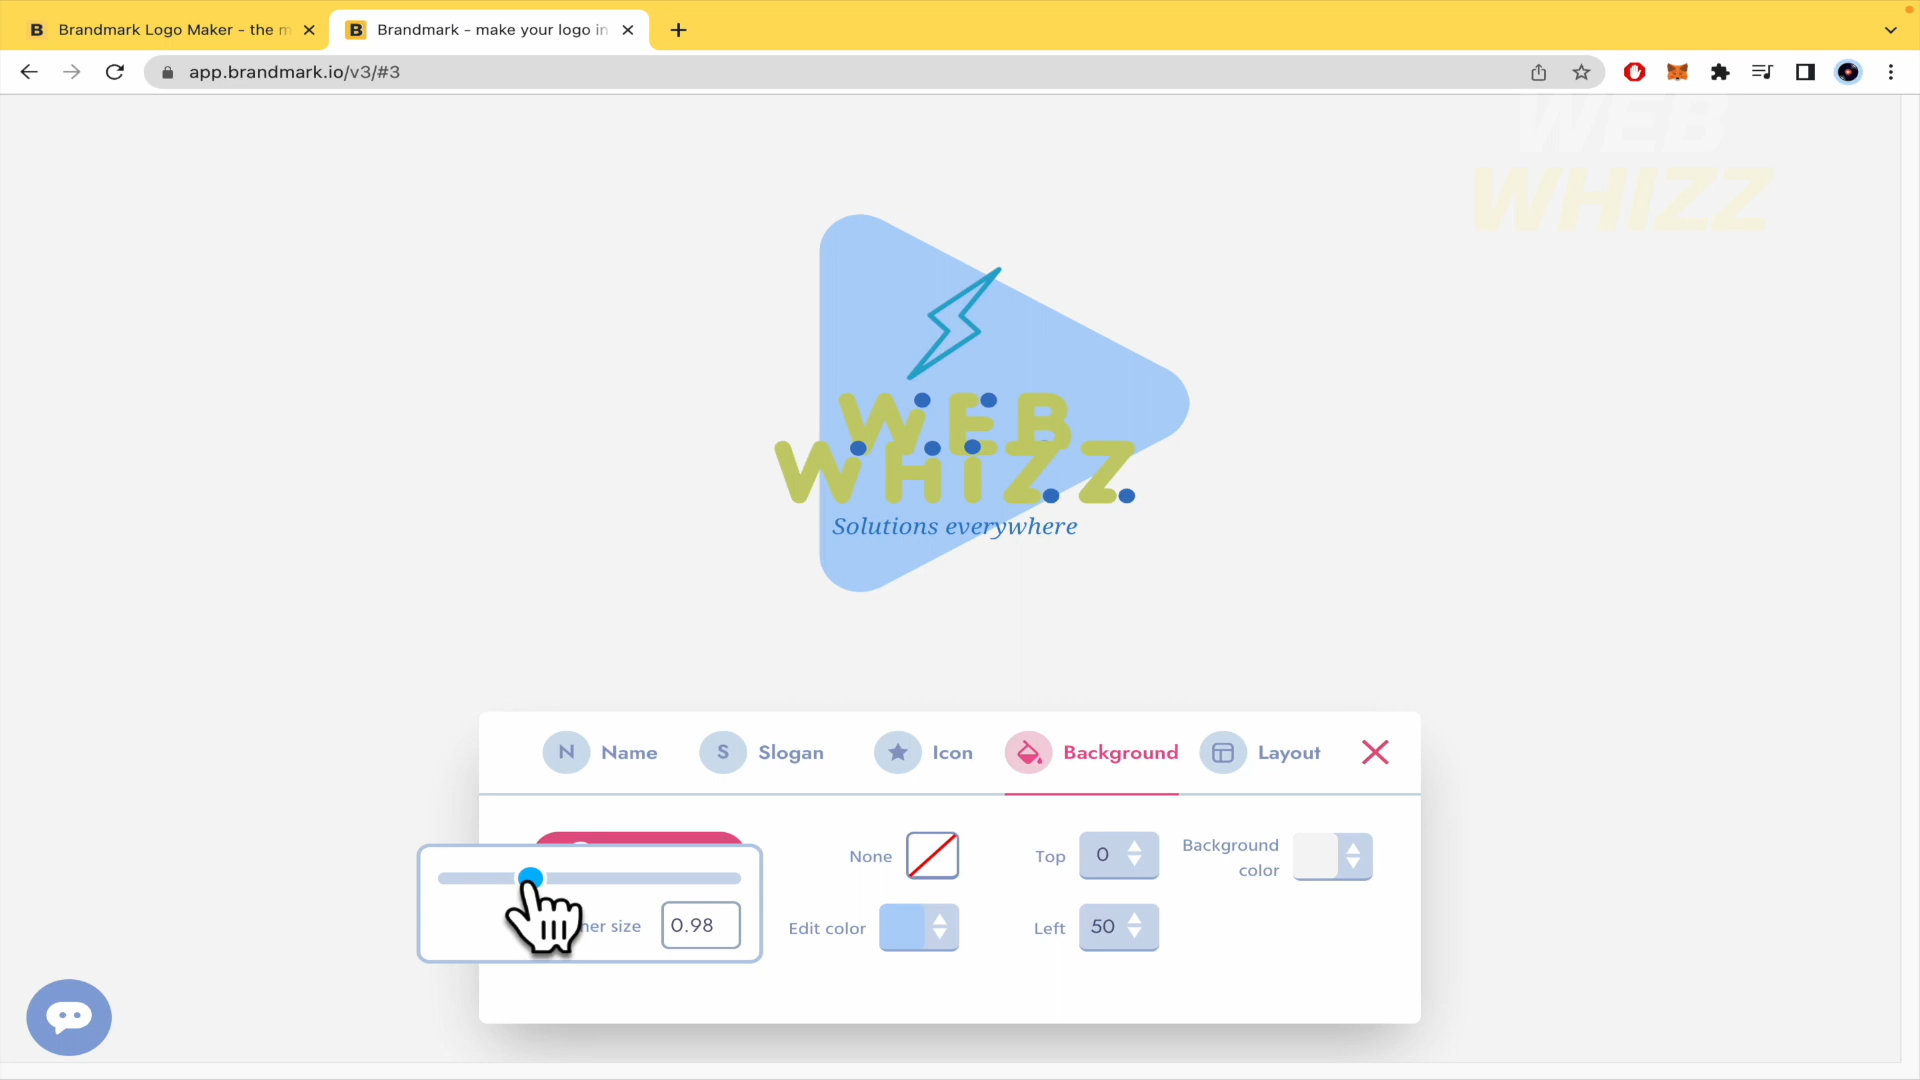 B Brandmark Logo Maker - the m
B Brandmark - make your logo in
app.brandmark.io/v3/#3
WEB
WHIZZ
WEB
WHIZZ
Solutions everywhere
N Name
S Slogan
Icon
Background
Layout
None
Top 0
Background
color
size 0.98
Edit color
Left 50